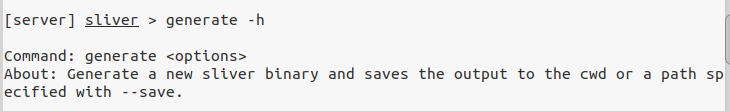 [server] sliver > generate -h
Command: generate <options>
About: Generate a new sliver binary and saves the output to the cwd or a path sp
ecified with --save.